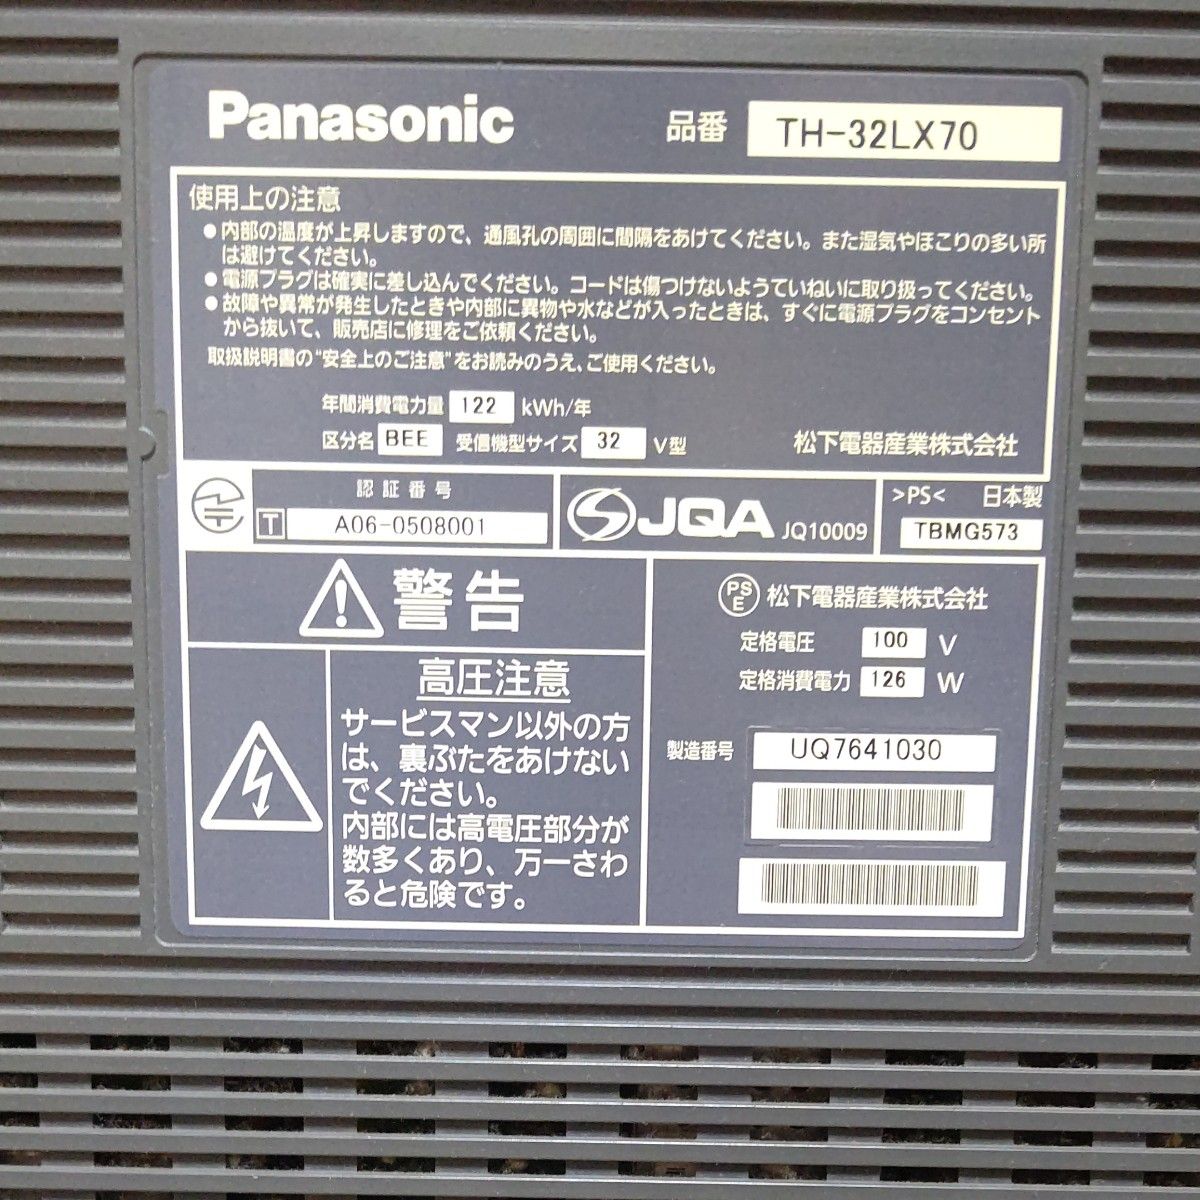 Panasonic
品番 TH-32LX70
使用上の注意
●内部の温度が上昇しますので、通風孔の周囲に間隔をあけてください。また湿気やほこりの多い所
は避けてください。
●電源プラグは確実に差し込んでください。コードは傷つけないようていねいに取り扱ってください。
●故障や異常が発生したときや内部に異物や水などが入ったときは、すぐに電源プラグをコンセント
から抜いて、販売店に修理をご依頼ください。
取扱説明書の"安全上のご注意"をお読みのうえ、ご使用ください。
年間消費電力量 122 kWh/年
区分名 BEE 受信機型サイズ 32 V型
松下電器産業株式会社
認証番号
T A06-0508001
JQA JQ10009
>PS< 日本製
TBMG573
警告
高圧注意
サービスマン以外の方
は、裏ぶたをあけない
でください。
内部には高電圧部分が
数多くあり、万一さわ
ると危険です。
PSE 松下電器産業株式会社
定格電圧 100 V
定格消費電力 126 W
製造番号 UQ7641030